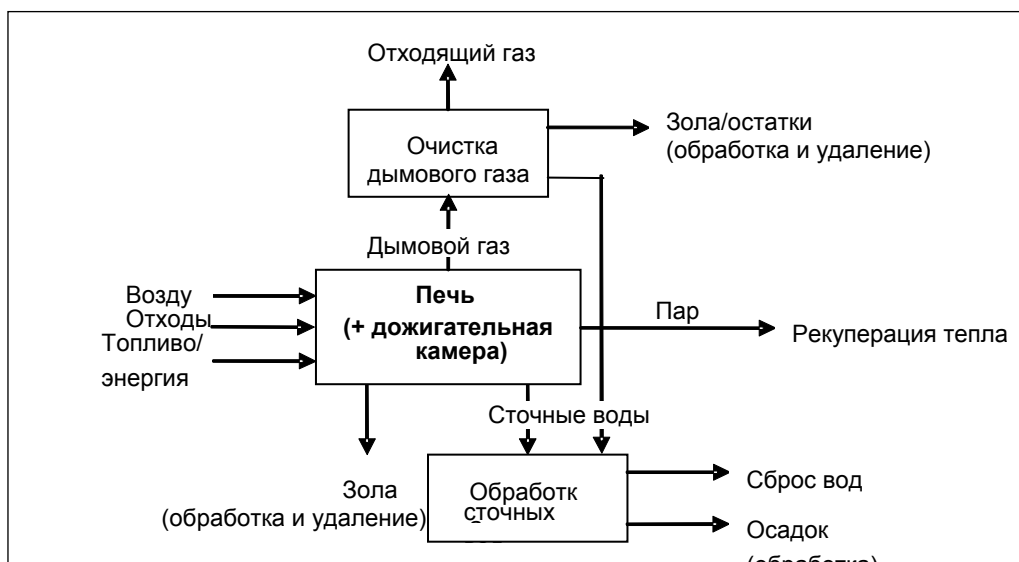 Отходящий газ
Очистка
дымового газа
Зола/остатки
(обработка и удаление)
Дымовой газ
Возду
Отходы
Топливо/
энергия
Печь
(+ дожигательная
камера)
Пар
Рекуперация тепла
Сточные воды
Зола
(обработка и удаление)
Обработк
сточных
Сброс вод
Осадок
(обработка)